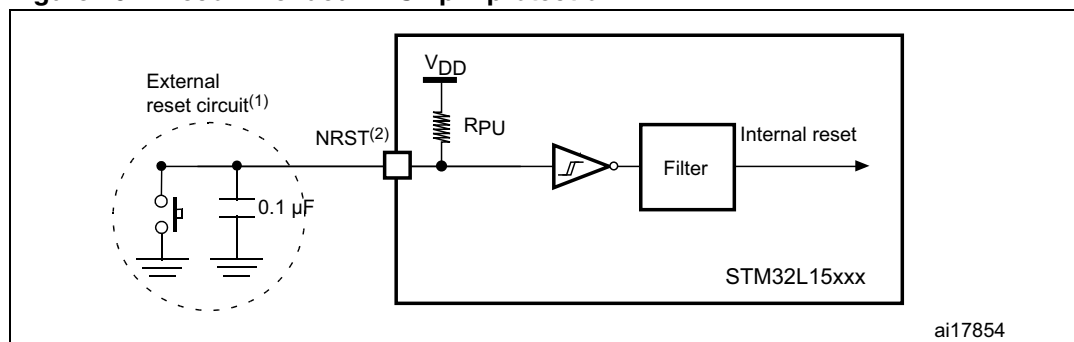 External
reset circuit(1)
VDD
NRST(2)
RPU
Internal reset
Filter
0.1 µF
STM32L15xxx
ai17854